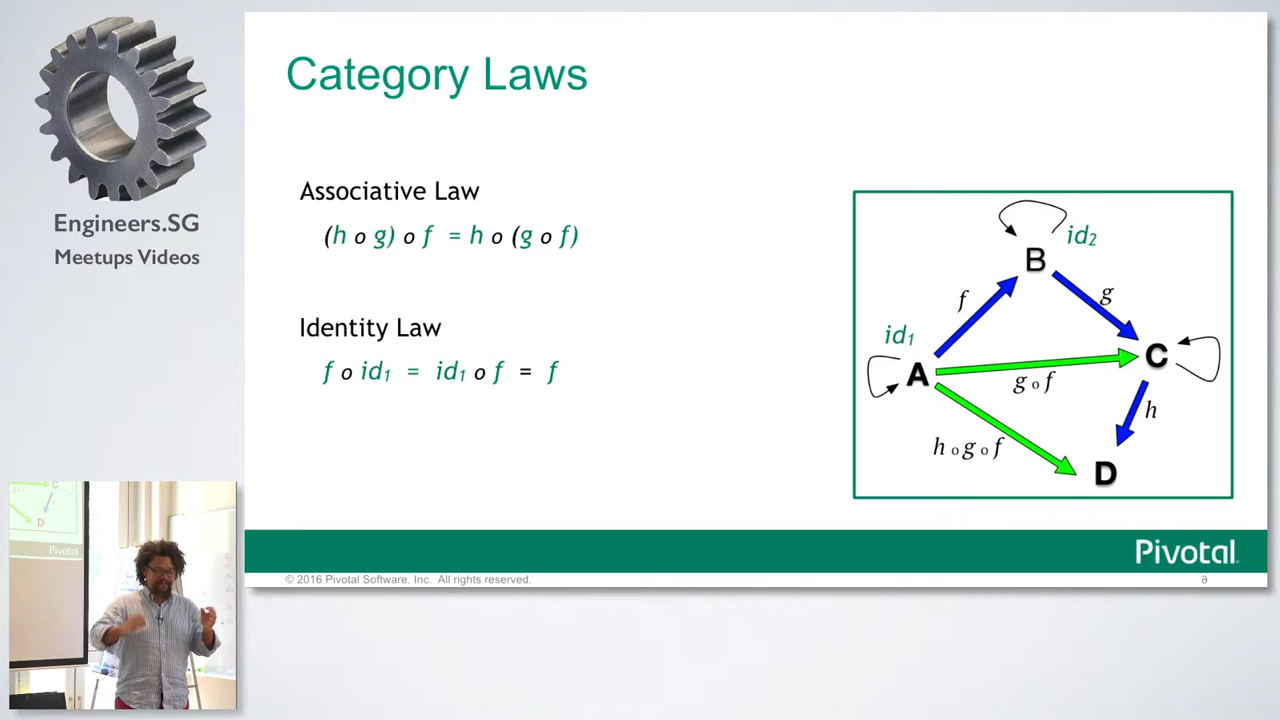 Engineers.SG
Meetups Videos
Category Laws
Associative Law
(h o g) o f = h o (g o f)
Identity Law
f o id₁ = id₁ o f = f
id₂
B
f
g
id₁
A
C
g o f
h
h o g o f
D
Pivotal
© 2016 Pivotal Software, Inc. All rights reserved.
C
D
Pivotal